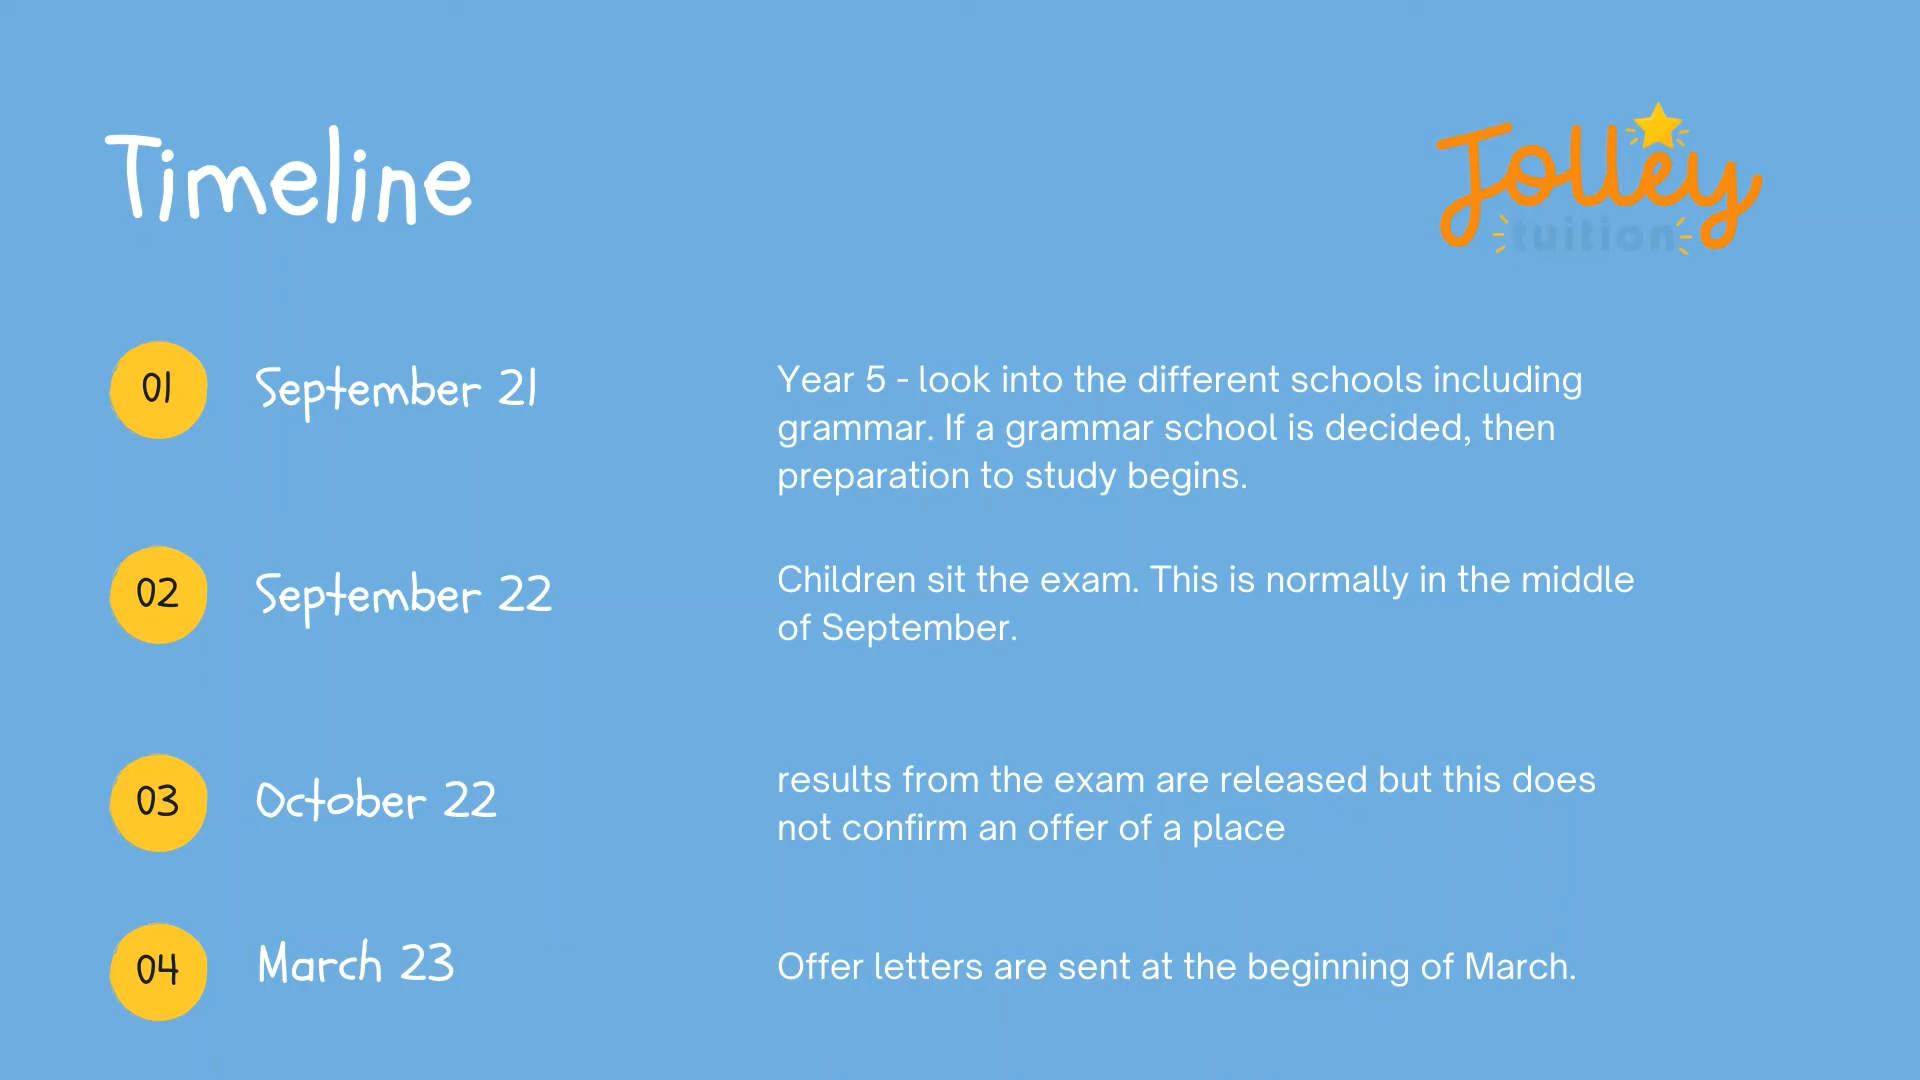 Timeline
Jolley
tuition
01
September 21
Year 5 - look into the different schools including
grammar. If a grammar school is decided, then
preparation to study begins.
02
September 22
Children sit the exam. This is normally in the middle
of September.
03
October 22
results from the exam are released but this does
not confirm an offer of a place
04
March 23
Offer letters are sent at the beginning of March.